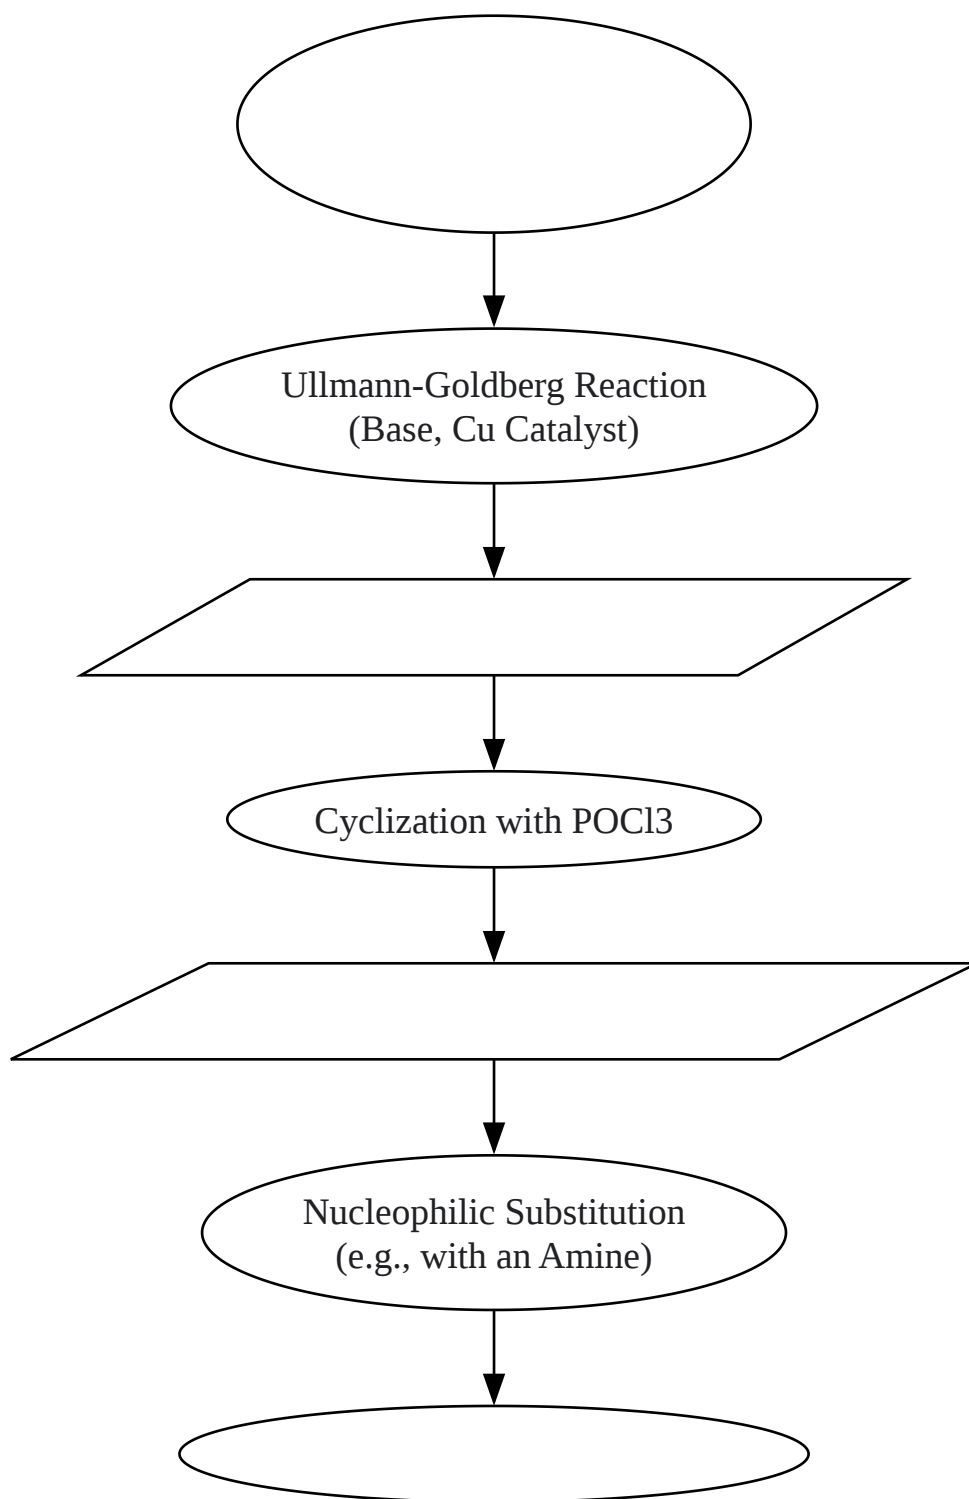 Ullmann-Goldberg Reaction
(Base, Cu Catalyst)
Cyclization with POCl3
Nucleophilic Substitution
(e.g., with an Amine)